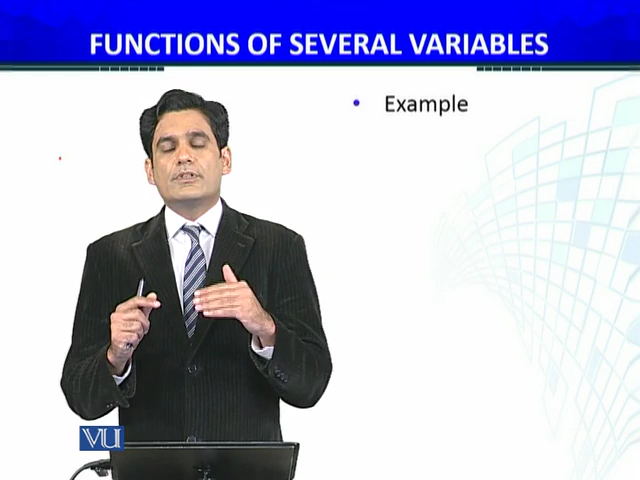 FUNCTIONS OF SEVERAL VARIABLES
• Example
VU